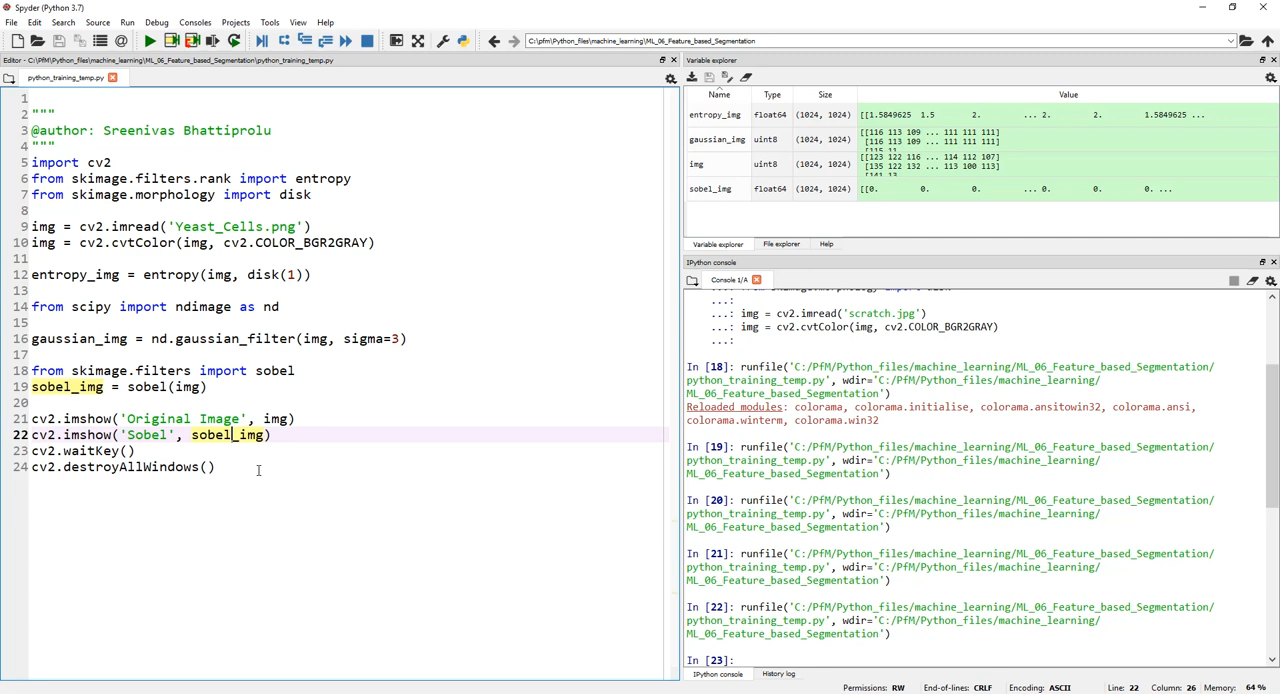 Spyder (Python 3.7)
File Edit Search Source Run Debug Consoles Projects Tools View Help
C:\pfm\Python_files\machine_learning\ML_06_Feature_based_Segmentation
Editor - C:\PfM\Python_files\machine_learning\ML_06_Feature_based_Segmentation\python_training_temp.py
python_training_temp.py
1
2 """
3 @author: Sreenivas Bhattiprolu
4 """
5 import cv2
6 from skimage.filters.rank import entropy
7 from skimage.morphology import disk
8
9 img = cv2.imread('Yeast_Cells.png')
10 img = cv2.cvtColor(img, cv2.COLOR_BGR2GRAY)
11
12 entropy_img = entropy(img, disk(1))
13
14 from scipy import ndimage as nd
15
16 gaussian_img = nd.gaussian_filter(img, sigma=3)
17
18 from skimage.filters import sobel
19 sobel_img = sobel(img)
20
21 cv2.imshow('Original Image', img)
22 cv2.imshow('Sobel', sobel_img)
23 cv2.waitKey()
24 cv2.destroyAllWindows()
Variable explorer
Name Type Size Value
entropy_img float64 (1024, 1024) [[1.5849625 1.5 2. ... 2. 2. 1.5849625 ...
gaussian_img uint8 (1024, 1024) [[116 113 109 ... 111 111 111]
[116 113 109 ... 111 111 111]
img uint8 (1024, 1024) [[123 122 116 ... 114 112 107]
[135 122 132 ... 113 100 113]
sobel_img float64 (1024, 1024) [[0. 0. 0. ... 0. 0. 0. ...
Variable explorer File explorer Help
IPython console
Console 1/A
...:
...: img = cv2.imread('scratch.jpg')
...: img = cv2.cvtColor(img, cv2.COLOR_BGR2GRAY)
...:
In [18]: runfile('C:/PfM/Python_files/machine_learning/ML_06_Feature_based_Segmentation/
python_training_temp.py', wdir='C:/PfM/Python_files/machine_learning/
ML_06_Feature_based_Segmentation')
Reloaded modules: colorama, colorama.initialise, colorama.ansitowin32, colorama.ansi,
colorama.winterm, colorama.win32
In [19]: runfile('C:/PfM/Python_files/machine_learning/ML_06_Feature_based_Segmentation/
python_training_temp.py', wdir='C:/PfM/Python_files/machine_learning/
ML_06_Feature_based_Segmentation')
In [20]: runfile('C:/PfM/Python_files/machine_learning/ML_06_Feature_based_Segmentation/
python_training_temp.py', wdir='C:/PfM/Python_files/machine_learning/
ML_06_Feature_based_Segmentation')
In [21]: runfile('C:/PfM/Python_files/machine_learning/ML_06_Feature_based_Segmentation/
python_training_temp.py', wdir='C:/PfM/Python_files/machine_learning/
ML_06_Feature_based_Segmentation')
In [22]: runfile('C:/PfM/Python_files/machine_learning/ML_06_Feature_based_Segmentation/
python_training_temp.py', wdir='C:/PfM/Python_files/machine_learning/
ML_06_Feature_based_Segmentation')
In [23]:
IPython console History log
Permissions: RW End-of-lines: CRLF Encoding: ASCII Line: 22 Column: 26 Memory: 64 %